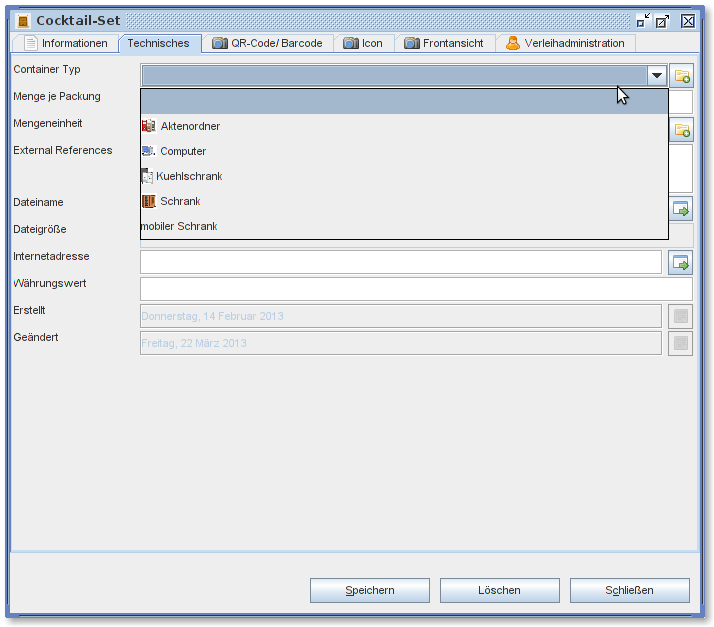 Cocktail-Set
Informationen Technisches QR-Code/ Barcode Icon Frontansicht Verleihadministration
Container Typ
Menge je Packung
Mengeneinheit
Aktenordner
External References
Computer
Kuehlschrank
Schrank
Dateiname
mobiler Schrank
Dateigröße
Internetadresse
Währungswert
Erstellt Donnerstag, 14 Februar 2013
Geändert Freitag, 22 März 2013
Speichern Löschen Schließen